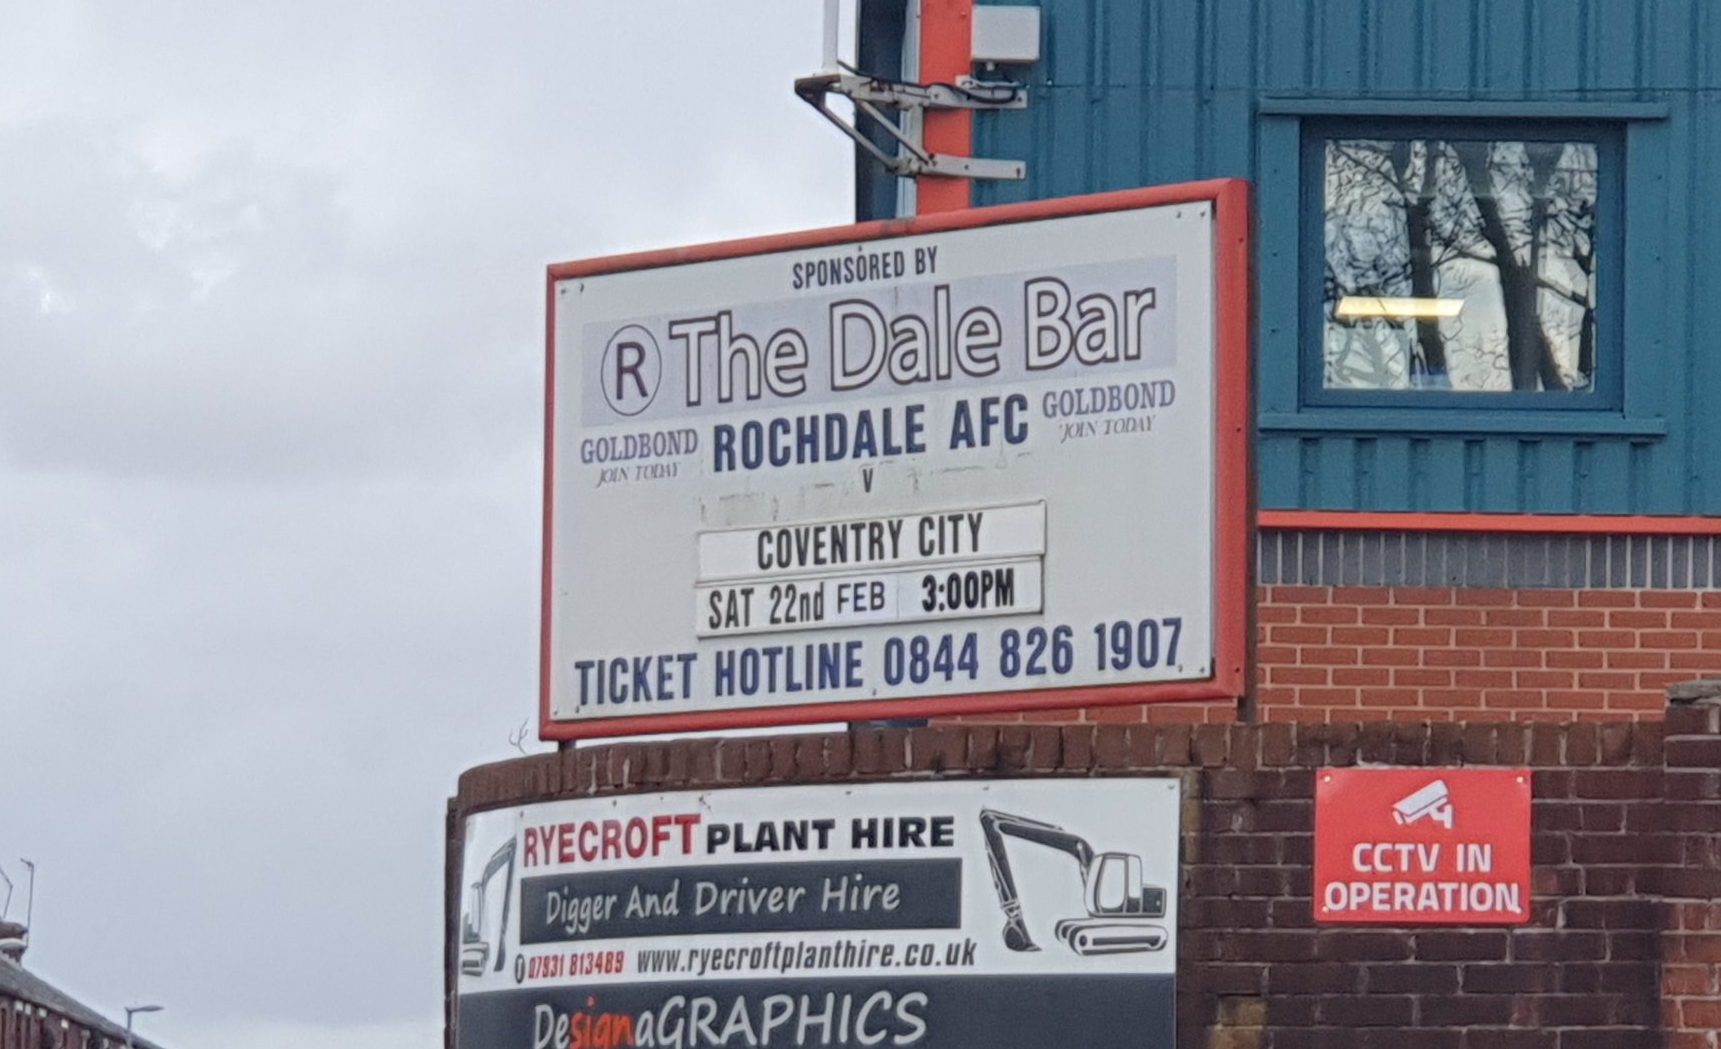 SPONSORED BY
R The Dale Bar
GOLDBOND JOIN TODAY
ROCHDALE AFC
GOLDBOND JOIN TODAY
V
COVENTRY CITY
SAT 22nd FEB 3:00PM
TICKET HOTLINE 0844 826 1907
RYECROFT PLANT HIRE
Digger And Driver Hire
07931 813489 www.ryecroftplanthire.co.uk
DesignaGRAPHICS
CCTV IN
OPERATION